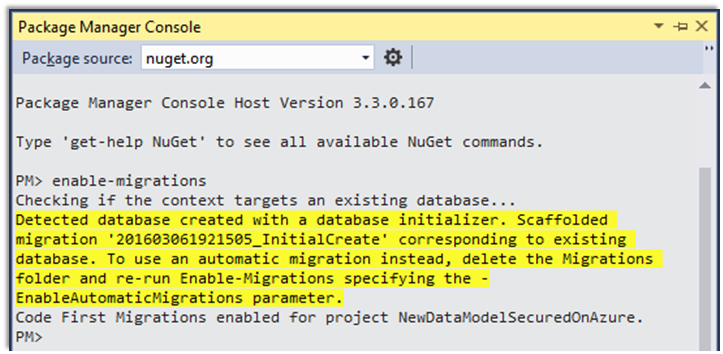 Package Manager Console
Package source: nuget.org
Package Manager Console Host Version 3.3.0.167
Type 'get-help NuGet' to see all available NuGet commands.
PM> enable-migrations
Checking if the context targets an existing database...
Detected database created with a database initializer. Scaffolded
migration '201603061921505_InitialCreate' corresponding to existing
database. To use an automatic migration instead, delete the Migrations
folder and re-run Enable-Migrations specifying the -
EnableAutomaticMigrations parameter.
Code First Migrations enabled for project NewDataModelSecuredOnAzure.
PM>